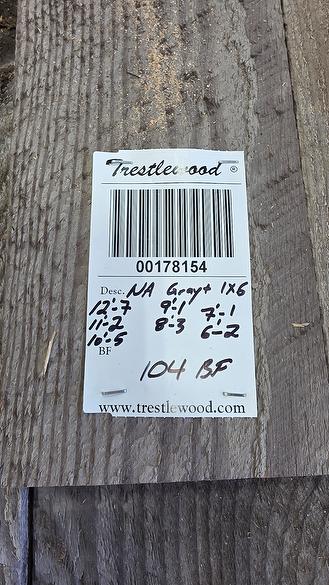 Trestlewood ®
00178154
Desc. NA Gray+ 1x6
12'-7 9'-1 7'-1
11-2 8'-3 6'-2
10'-5
BF
104 BF
www.trestlewood.com